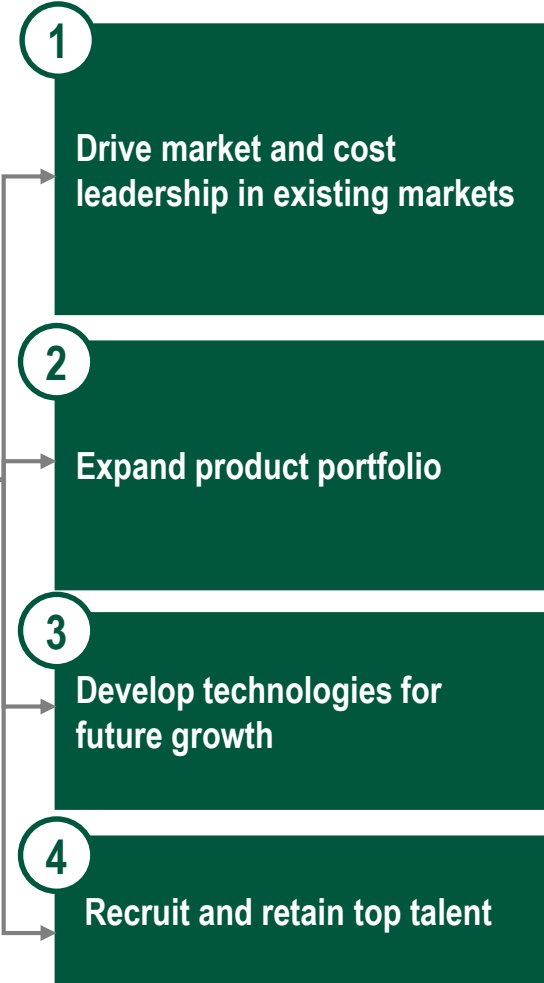 1
Drive market and cost
leadership in existing markets
2
Expand product portfolio
3
Develop technologies for
future growth
4
Recruit and retain top talent